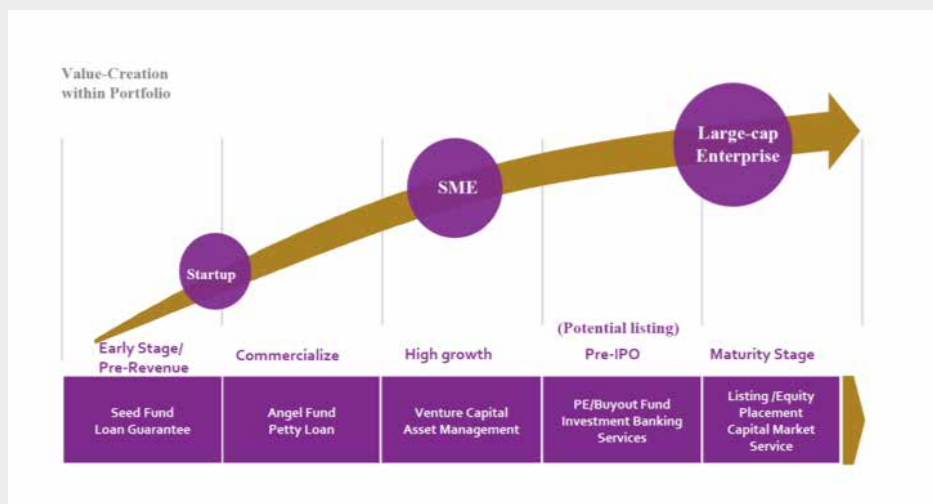 Value-Creation
within Portfolio
Large-cap
Enterprise
SME
Startup
(Potential listing)
Early Stage/
Pre-Revenue
Commercialize
High growth
Pre-IPO
Maturity Stage
Seed Fund
Loan Guarantee
Angel Fund
Petty Loan
Venture Capital
Asset Management
PE/Buyout Fund
Investment Banking
Services
Listing /Equity
Placement
Capital Market
Service